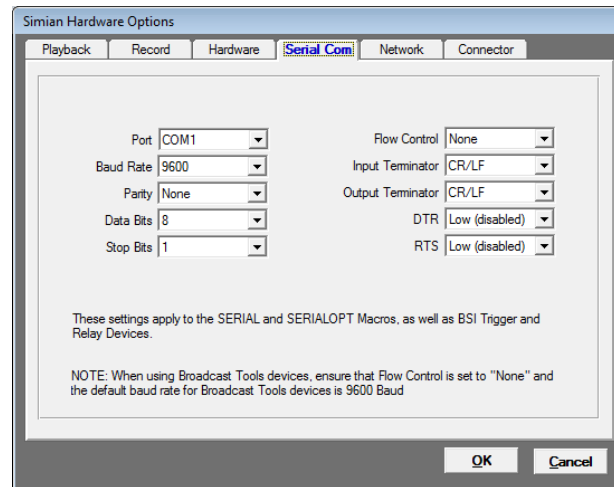 Simian Hardware Options
Playback Record Hardware Serial Com Network Connector
Port COM1 Flow Control None
Baud Rate 9600 Input Terminator CR/LF
Parity None Output Terminator CR/LF
Data Bits 8 DTR Low (disabled)
Stop Bits 1 RTS Low (disabled)
These settings apply to the SERIAL and SERIALOPT Macros, as well as BSI Trigger and
Relay Devices.
NOTE: When using Broadcast Tools devices, ensure that Flow Control is set to "None" and
the default baud rate for Broadcast Tools devices is 9600 Baud
OK Cancel